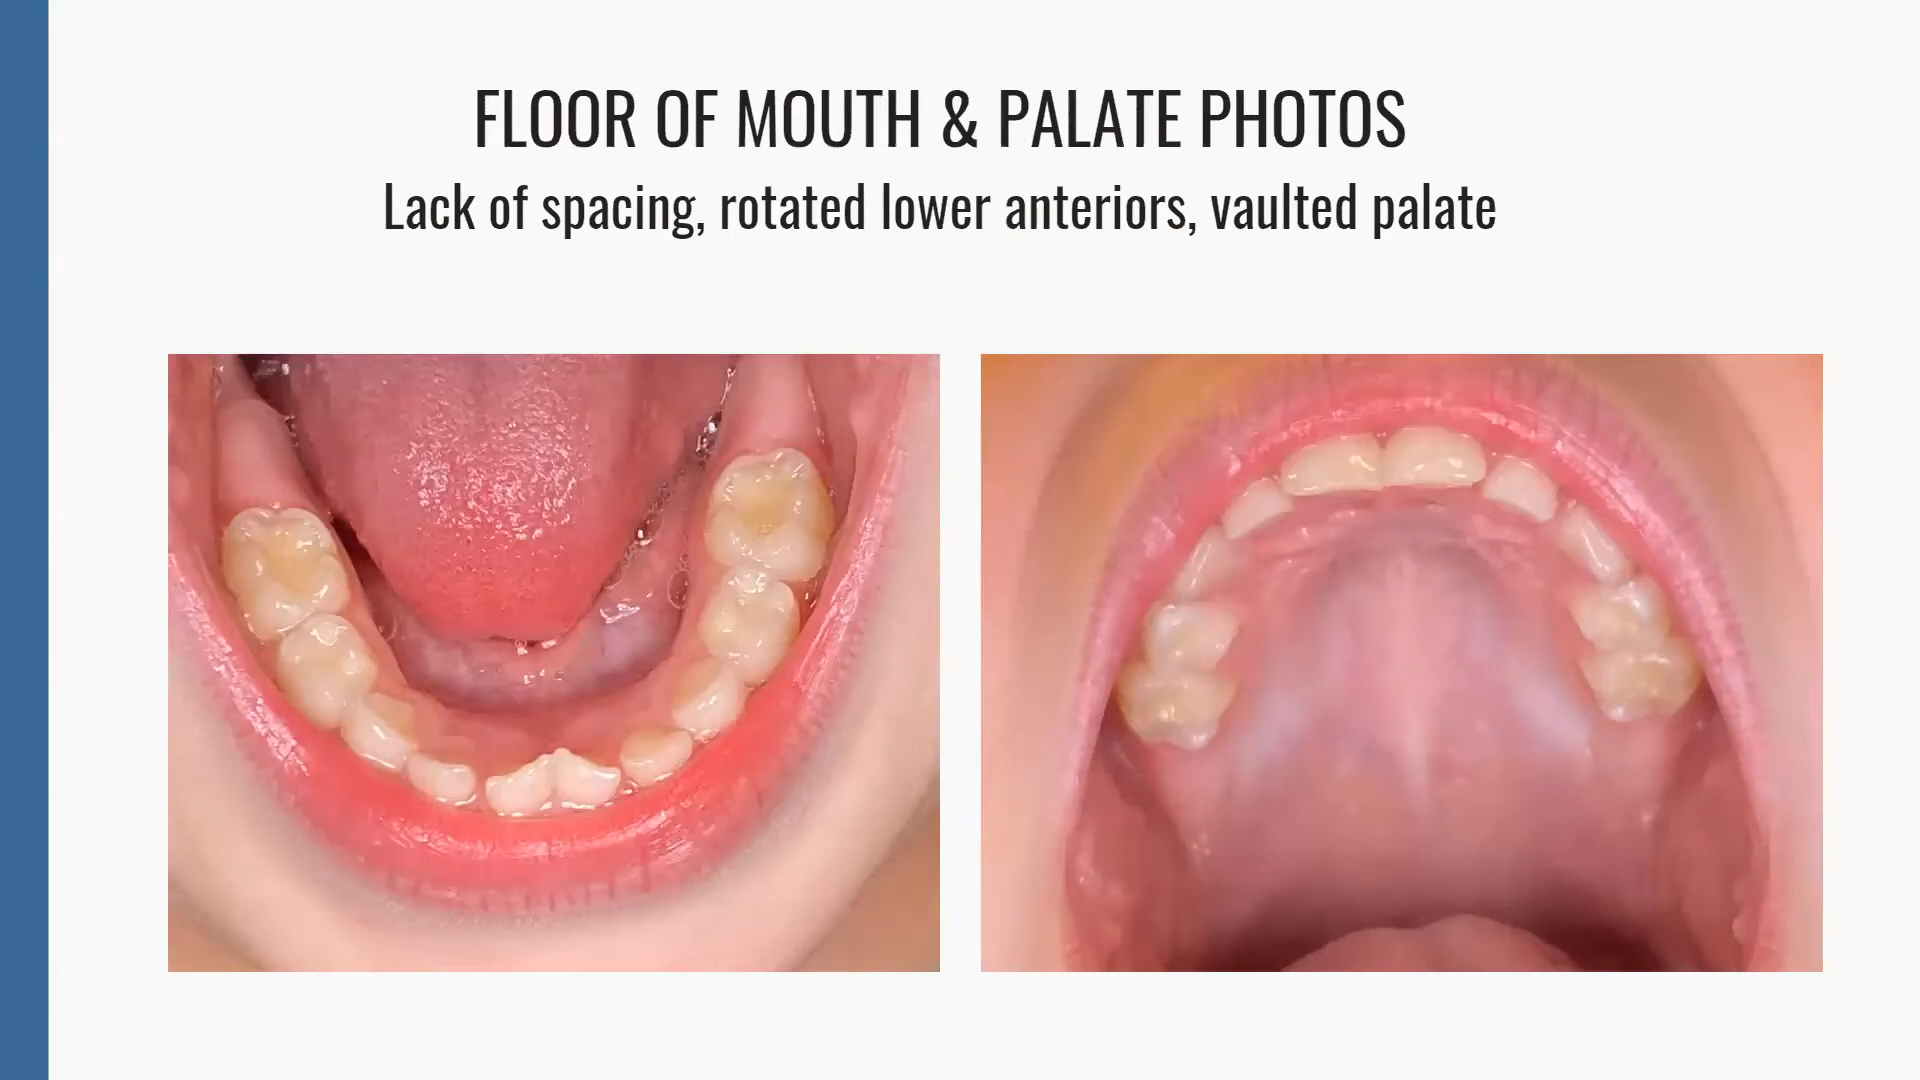 FLOOR OF MOUTH & PALATE PHOTOS
Lack of spacing, rotated lower anteriors, vaulted palate